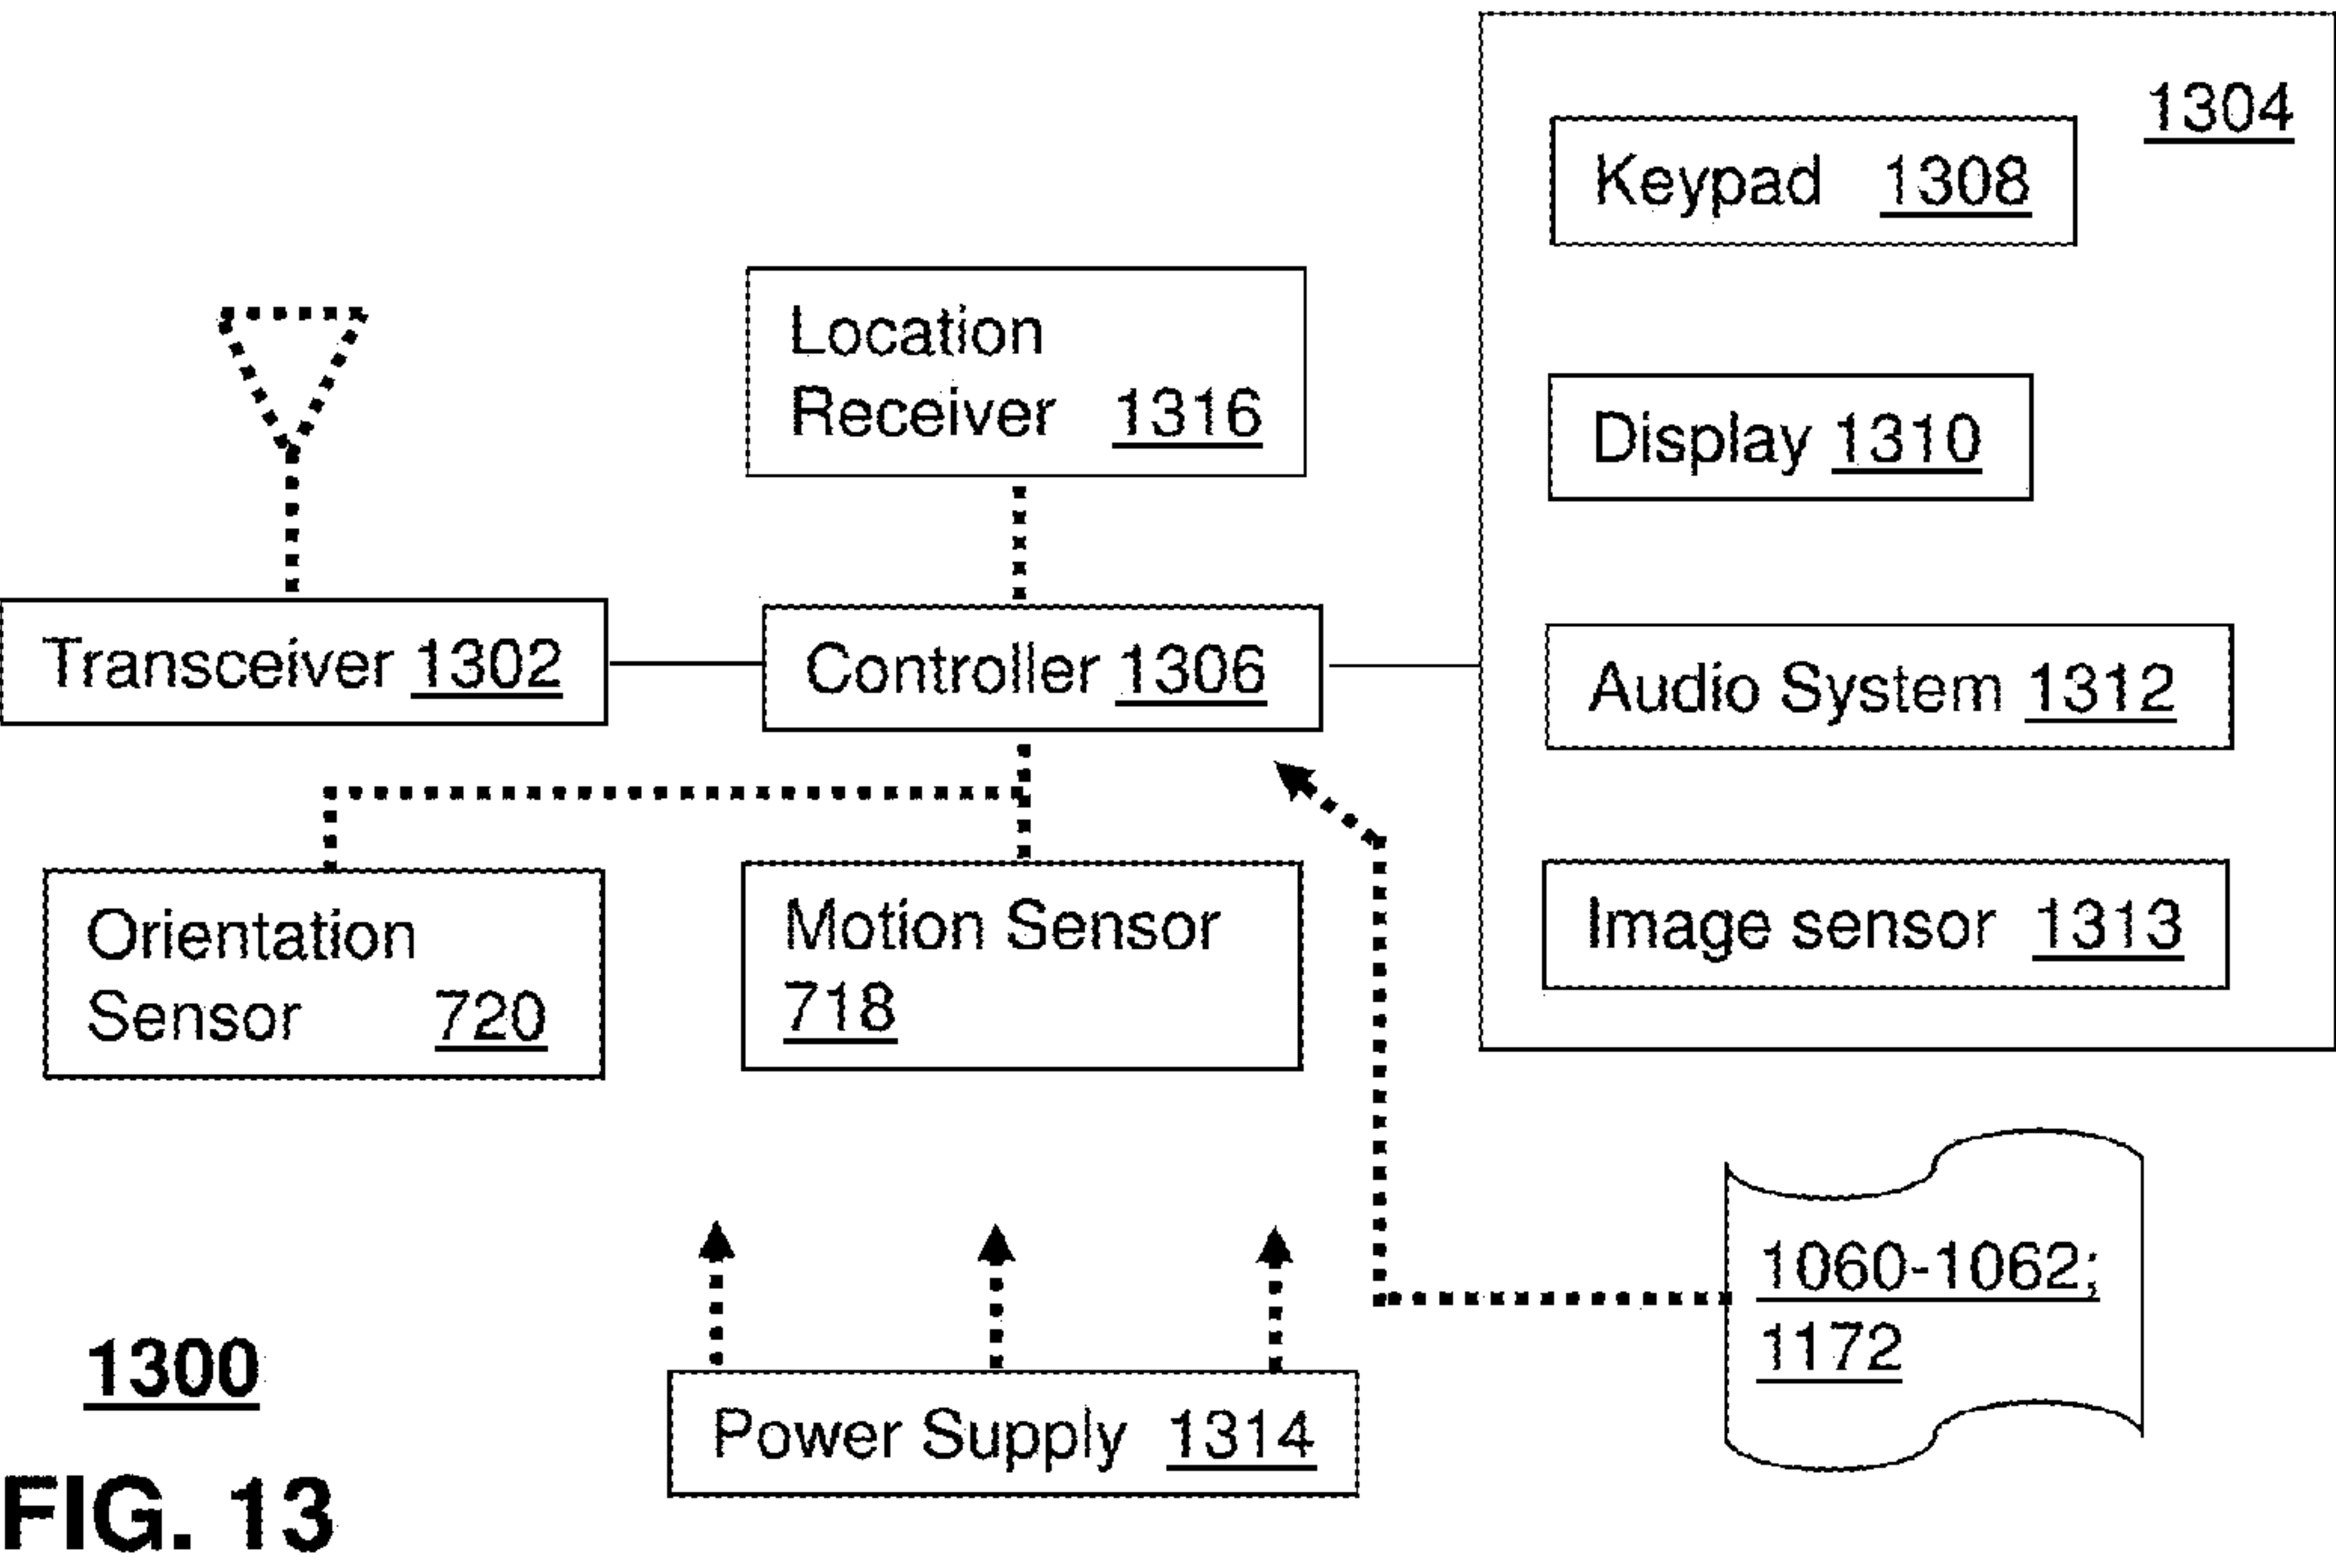 1304
Keypad 1308
Location
Receiver 1316
Display 1310
Transceiver 1302
Controller 1306
Audio System 1312
Orientation
Sensor 720
Motion Sensor
718
Image sensor 1313
1060-1062;
1172
1300
Power Supply 1314
FIG. 13